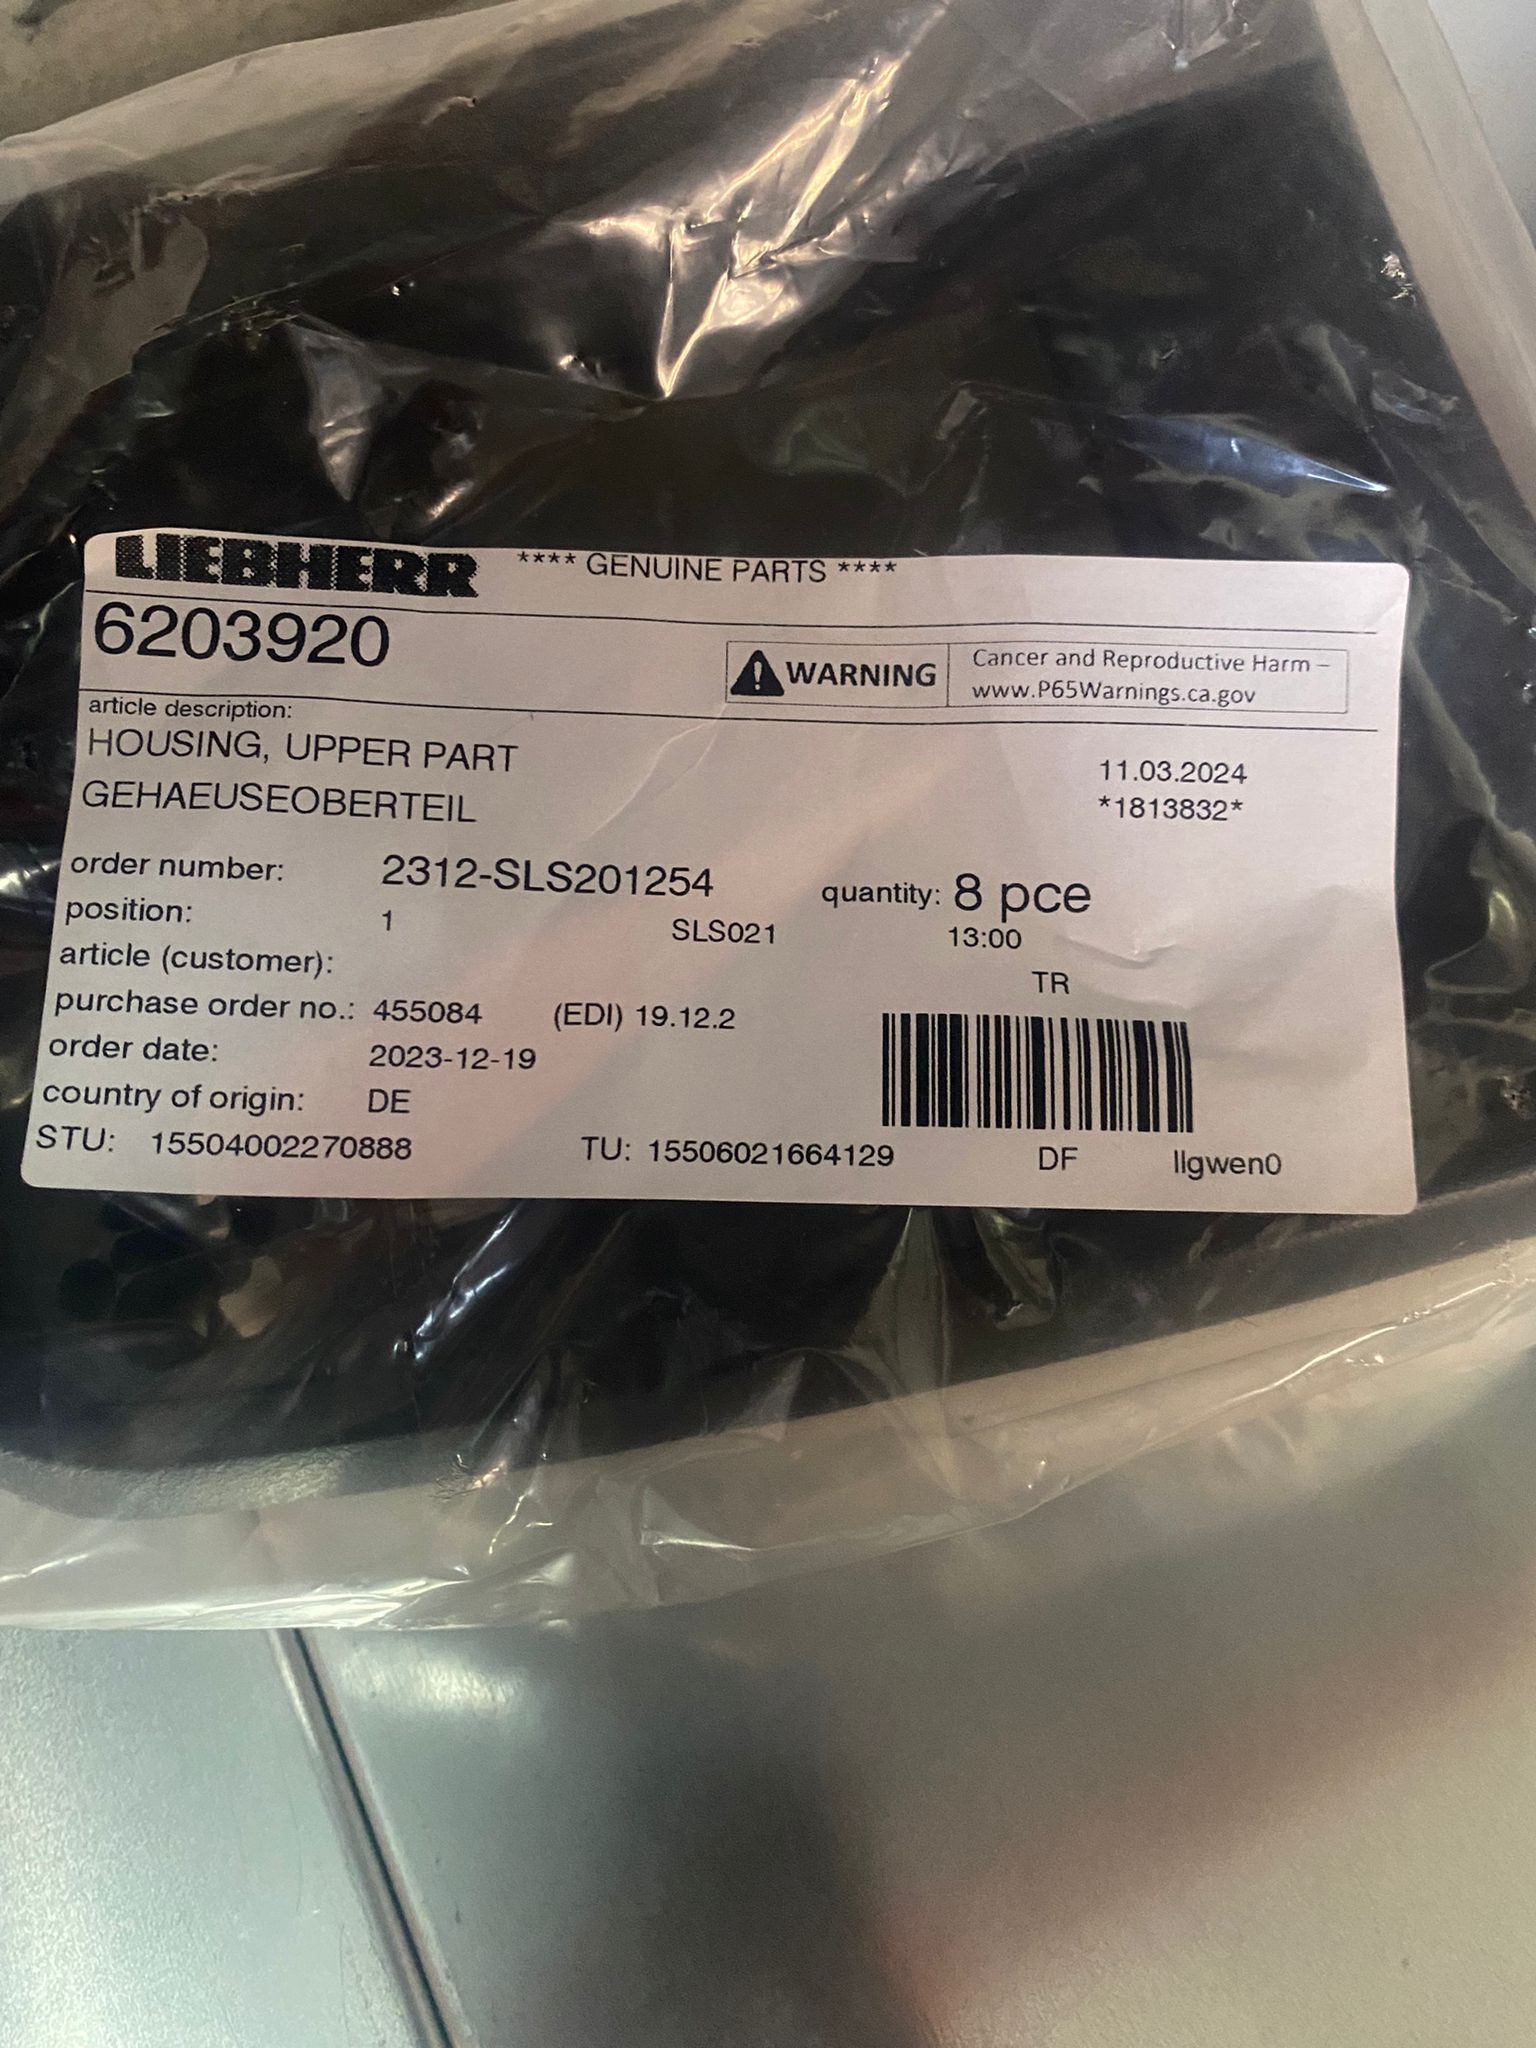 LIEBHERR **** GENUINE PARTS ****
6203920
WARNING
Cancer and Reproductive Harm –
www.P65Warnings.ca.gov
article description:
HOUSING, UPPER PART
GEHAEUSEOBERTEIL
11.03.2024
*1813832*
order number: 2312-SLS201254 quantity: 8 pce
position: 1 SLS021 13:00
article (customer):
TR
purchase order no.: 455084 (EDI) 19.12.2
order date: 2023-12-19
country of origin: DE
STU: 15504002270888 TU: 15506021664129 DF llgwen0